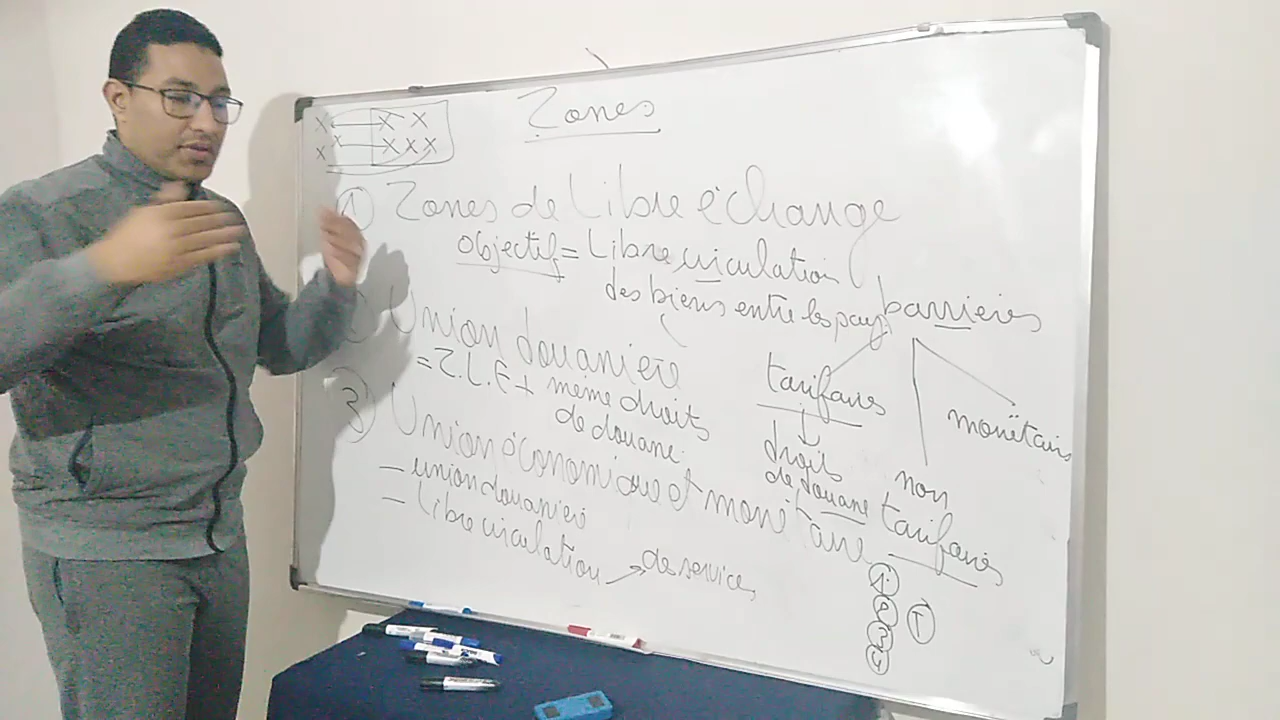 Zones
① Zones de Libre échange
objectif = Libre circulation
des biens entre les pays
barrières
tarifaires
droits
de douane
non
tarifaires
monétaires
Union douanière
= Z.L.E + même droits
de douane
③ Union économique et monétaire
— union douanière
— Libre circulation → de services